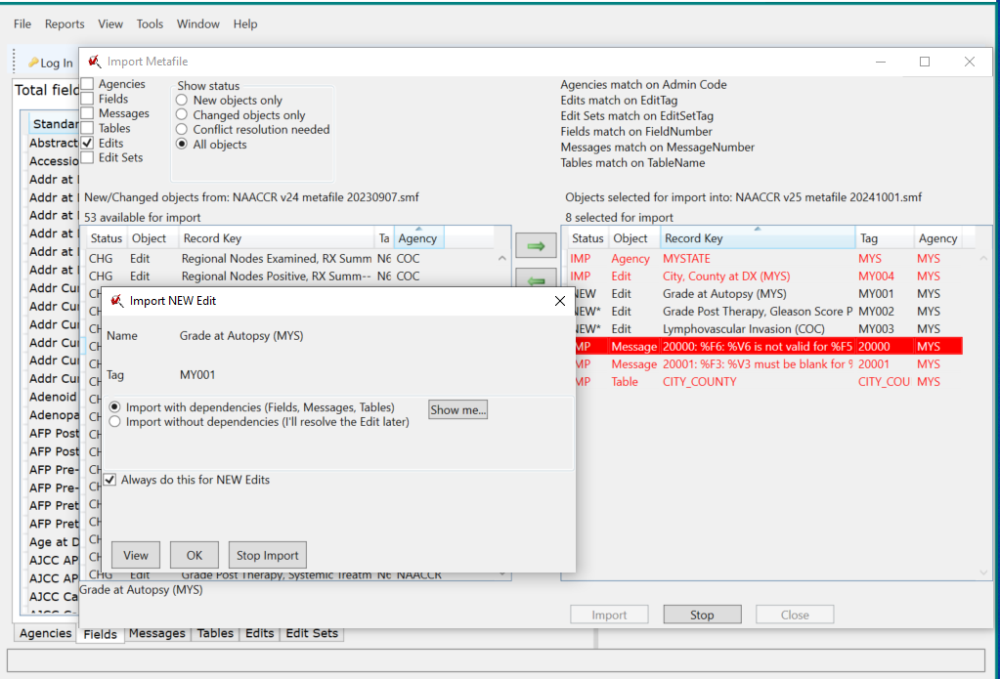 File Reports View Tools Window Help
Log In
Import Metafile
Total field
Agencies
Fields
Messages
Tables
Edits
Edit Sets
Show status
New objects only
Changed objects only
Conflict resolution needed
All objects
Agencies match on Admin Code
Edits match on EditTag
Edit Sets match on EditSetTag
Fields match on FieldNumber
Messages match on MessageNumber
Tables match on TableName
New/Changed objects from: NAACCR v24 metafile 20230907.smf
53 available for import
Objects selected for import into: NAACCR v25 metafile 20241001.smf
8 selected for import
Standar
Abstract
Accessio
Addr at
Addr at
Addr at
Addr at
Addr at
Addr at
Addr Cur
Addr Cur
Addr Cur
Addr Cur
Addr Cur
Addr Cur
Adenoid
Adenopa
AFP Post
AFP Post
AFP Pre-
AFP Pre-
AFP Pret
AFP Pret
Age at D
AJCC AP
AJCC AP
AJCC Ca
Status Object Record Key Ta Agency
CHG Edit Regional Nodes Examined, RX Summ N6 COC
CHG Edit Regional Nodes Positive, RX Summ-- N6 COC
CHG Edit Grade Post Therapy, Systemic Treatm N6 NAACCR
Status Object Record Key Tag Agency
IMP Agency MYSTATE MYS MYS
IMP Edit City, County at DX (MYS) MY004 MYS
NEW Edit Grade at Autopsy (MYS) MY001 MYS
NEW* Edit Grade Post Therapy, Gleason Score P MY002 MYS
NEW* Edit Lymphovascular Invasion (COC) MY003 MYS
MP Message 20000: %F6: %V6 is not valid for %F5 20000 MYS
MP Message 20001: %F3: %V3 must be blank for % 20001 MYS
MP Table CITY_COUNTY CITY_COU MYS
Import NEW Edit
Name Grade at Autopsy (MYS)
Tag MY001
Import with dependencies (Fields, Messages, Tables)
Import without dependencies (I'll resolve the Edit later)
Show me...
Always do this for NEW Edits
View OK Stop Import
Grade at Autopsy (MYS)
Import Stop Close
Agencies Fields Messages Tables Edits Edit Sets